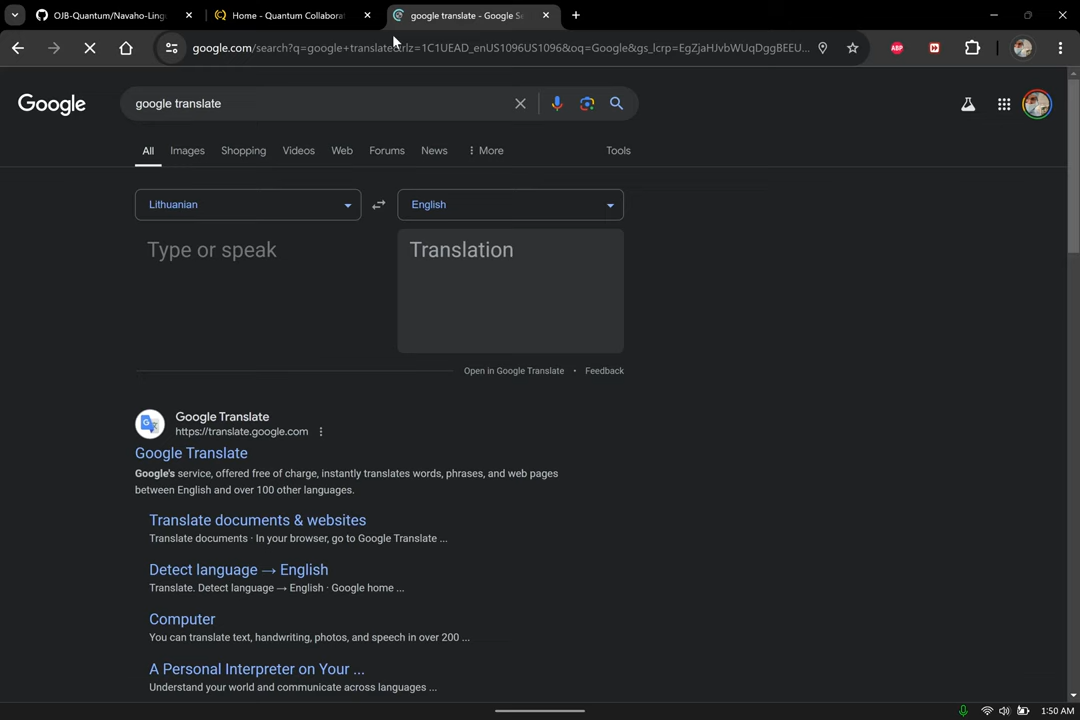 OJB-Quantum/Navaho-Ling
Home - Quantum Collabora
google translate - Google Se
google.com/search?q=google+translate&rlz=1C1UEAD_enUS1096US1096&oq=Google&gs_lcrp=EgZjaHJvbWUqDggBEEU...
ABP
Google
google translate
All
Images
Shopping
Videos
Web
Forums
News
More
Tools
Lithuanian
English
Type or speak
Translation
Open in Google Translate • Feedback
Google Translate
https://translate.google.com
Google Translate
Google's service, offered free of charge, instantly translates words, phrases, and web pages
between English and over 100 other languages.
Translate documents & websites
Translate documents · In your browser, go to Google Translate ...
Detect language → English
Translate. Detect language → English · Google home ...
Computer
You can translate text, handwriting, photos, and speech in over 200 ...
A Personal Interpreter on Your ...
Understand your world and communicate across languages ...
1:50 AM